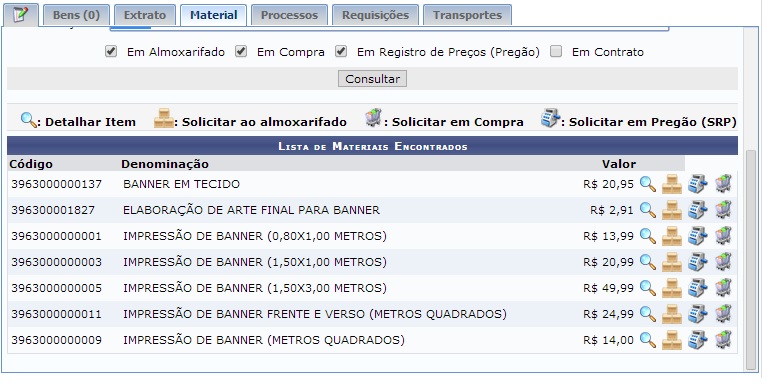 Bens (0) Extrato Material Processos Requisições Transportes
Em Almoxarifado Em Compra Em Registro de Preços (Pregão) Em Contrato
Consultar
: Detalhar Item : Solicitar ao almoxarifado : Solicitar em Compra : Solicitar em Pregão (SRP)
Lista de Materiais Encontrados
Código Denominação Valor
3963000000137 BANNER EM TECIDO R$ 20,95
396300001827 ELABORAÇÃO DE ARTE FINAL PARA BANNER R$ 2,91
3963000000001 IMPRESSÃO DE BANNER (0,80X1,00 METROS) R$ 13,99
3963000000003 IMPRESSÃO DE BANNER (1,50X1,00 METROS) R$ 20,99
3963000000005 IMPRESSÃO DE BANNER (1,50X3,00 METROS) R$ 49,99
3963000000011 IMPRESSÃO DE BANNER FRENTE E VERSO (METROS QUADRADOS) R$ 24,99
3963000000009 IMPRESSÃO DE BANNER (METROS QUADRADOS) R$ 14,00